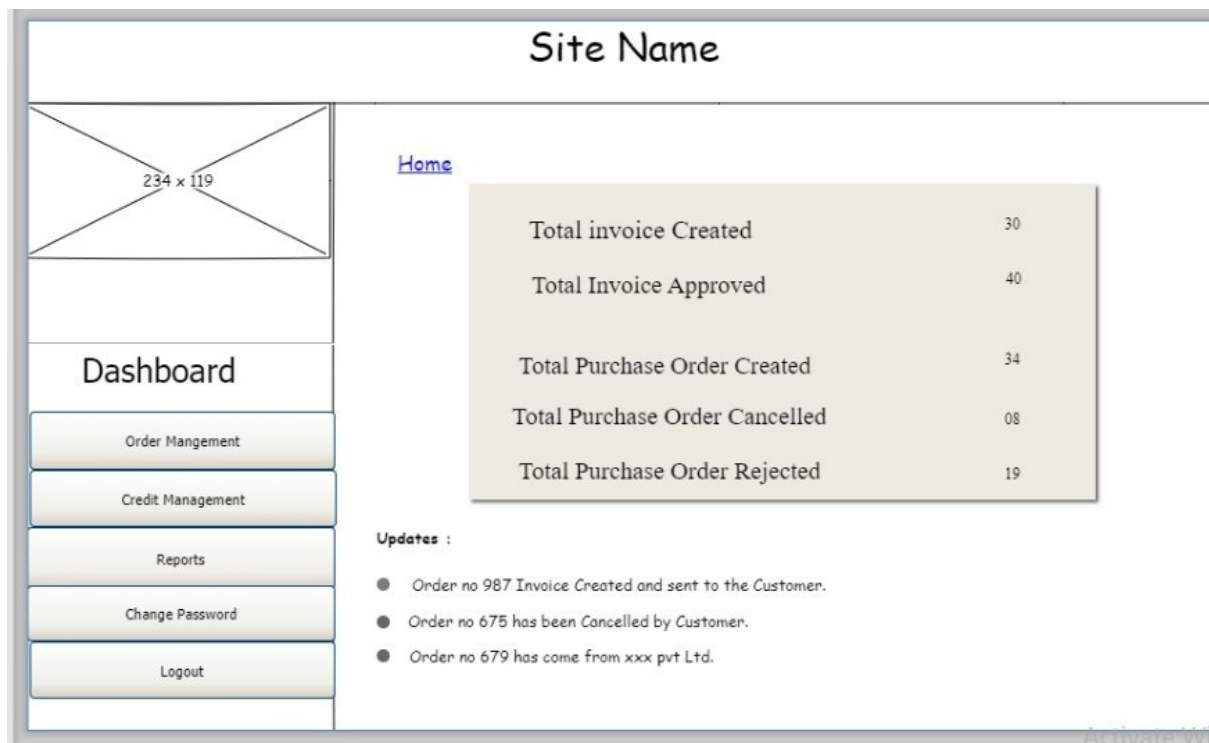 Site Name
234 x 119
Home
Total invoice Created 30
Total Invoice Approved 40
Total Purchase Order Created 34
Total Purchase Order Cancelled 08
Total Purchase Order Rejected 19
Dashboard
Order Mangement
Credit Management
Reports
Change Password
Logout
Updates :
Order no 987 Invoice Created and sent to the Customer.
Order no 675 has been Cancelled by Customer.
Order no 679 has come from xxx pvt Ltd.
Activate